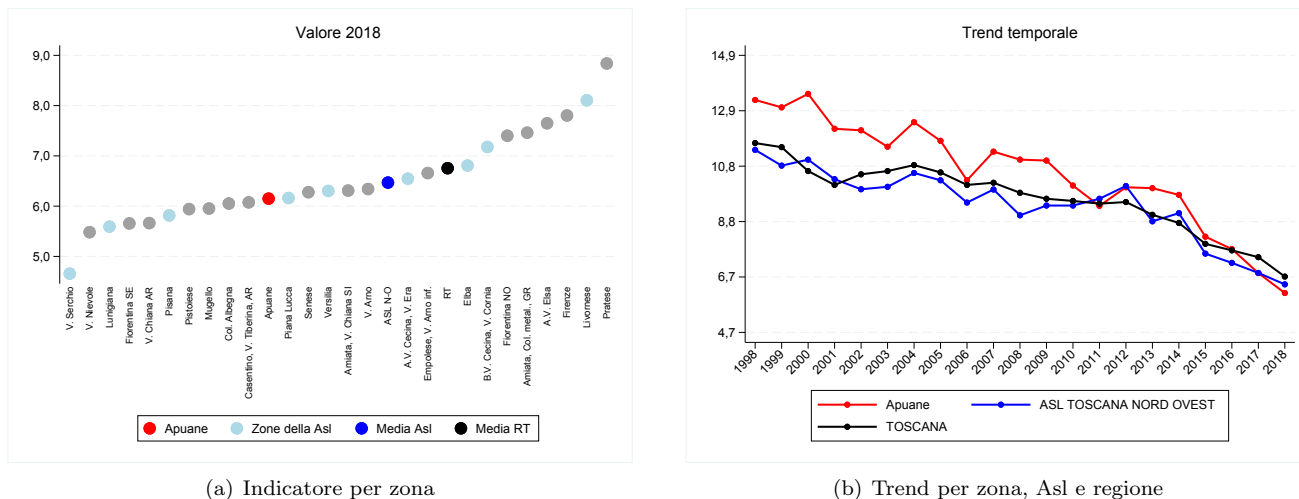 Valore 2018
9,0
8,0
7,0
6,0
5,0
V. Serchio
V. Nievole
Lunigiana
Fiorentina SE
V. Chiana AR
Pisana
Pistoiese
Mugello
Col. Albegna
Casentino, V. Tiberina, AR
Apuane
Piana Lucca
Senese
Versilia
Amiata, V. Chiana SI
V. Arno
ASL N-O
A.V. Cecina, V. Era
Empolese, V. Arno inf.
RT
Elba
B.V. Cecina, V. Cornia
Fiorentina NO
Amiata, Col. metal., GR
A.V. Elsa
Firenze
Livornese
Pratese
Apuane
Zone della Asl
Media Asl
Media RT
(a) Indicatore per zona
Trend temporale
14,9
12,9
10,8
8,8
6,7
4,7
1998
1999
2000
2001
2002
2003
2004
2005
2006
2007
2008
2009
2010
2011
2012
2013
2014
2015
2016
2017
2018
Apuane
ASL TOSCANA NORD OVEST
TOSCANA
(b) Trend per zona, Asl e regione